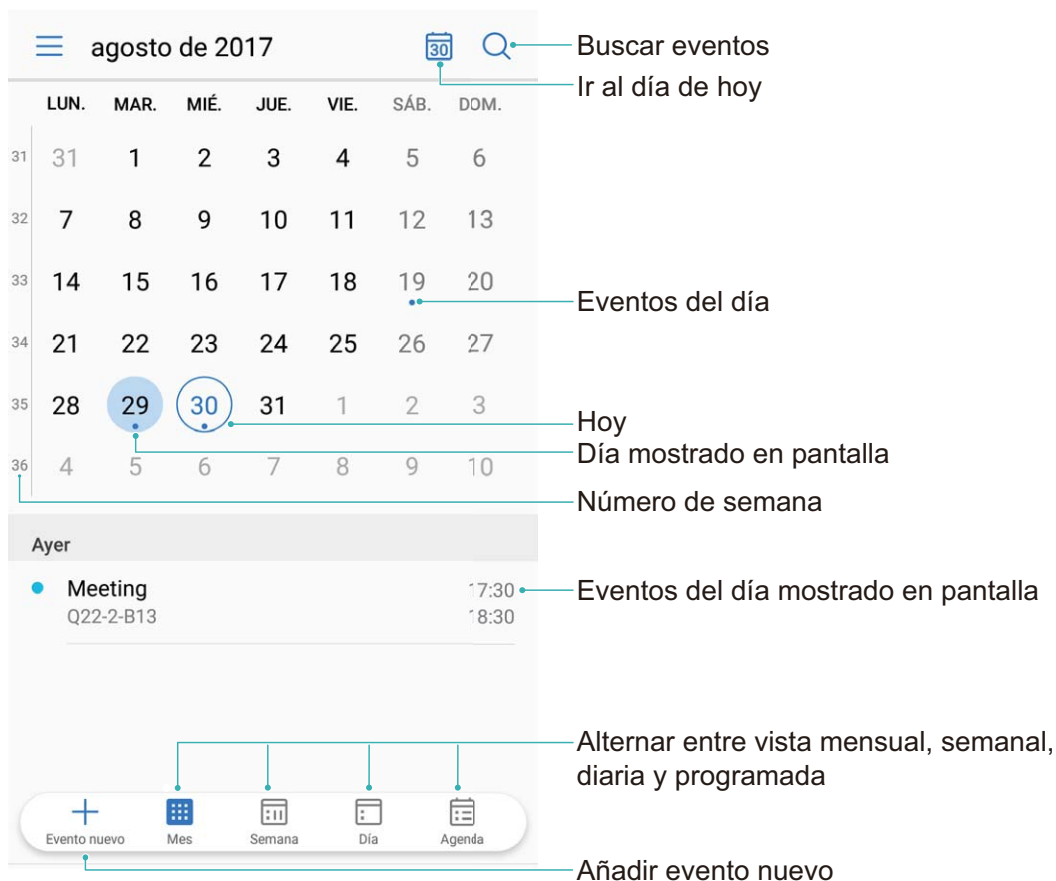 agosto de 2017
30
Buscar eventos
Ir al día de hoy
LUN. MAR. MIÉ. JUE. VIE. SÁB. DOM.
31 31 1 2 3 4 5 6
32 7 8 9 10 11 12 13
33 14 15 16 17 18 19 20
Eventos del día
34 21 22 23 24 25 26 27
35 28 29 30 31 1 2 3
Hoy
Día mostrado en pantalla
36 4 5 6 7 8 9 10
Número de semana
Ayer
Meeting 17:30
Q22-2-B13 18:30
Eventos del día mostrado en pantalla
Alternar entre vista mensual, semanal,
diaria y programada
Evento nuevo Mes Semana Día Agenda
Añadir evento nuevo